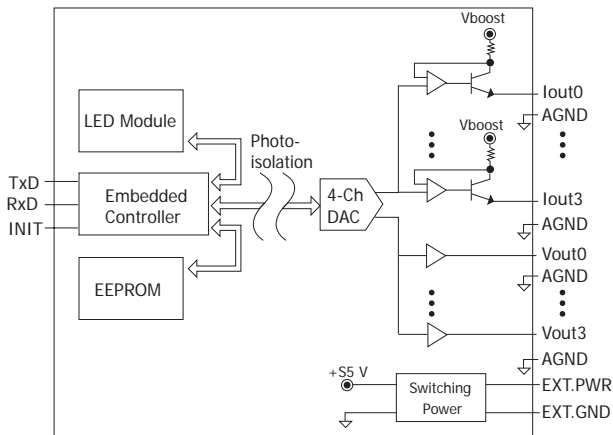 Vboost
Iout0
AGND
LED Module
Photo-
isolation
Vboost
TxD
RxD
INIT
Embedded
Controller
4-Ch
DAC
Iout3
AGND
Vout0
AGND
EEPROM
Vout3
AGND
+S5 V
Switching
Power
EXT.PWR
EXT.GND